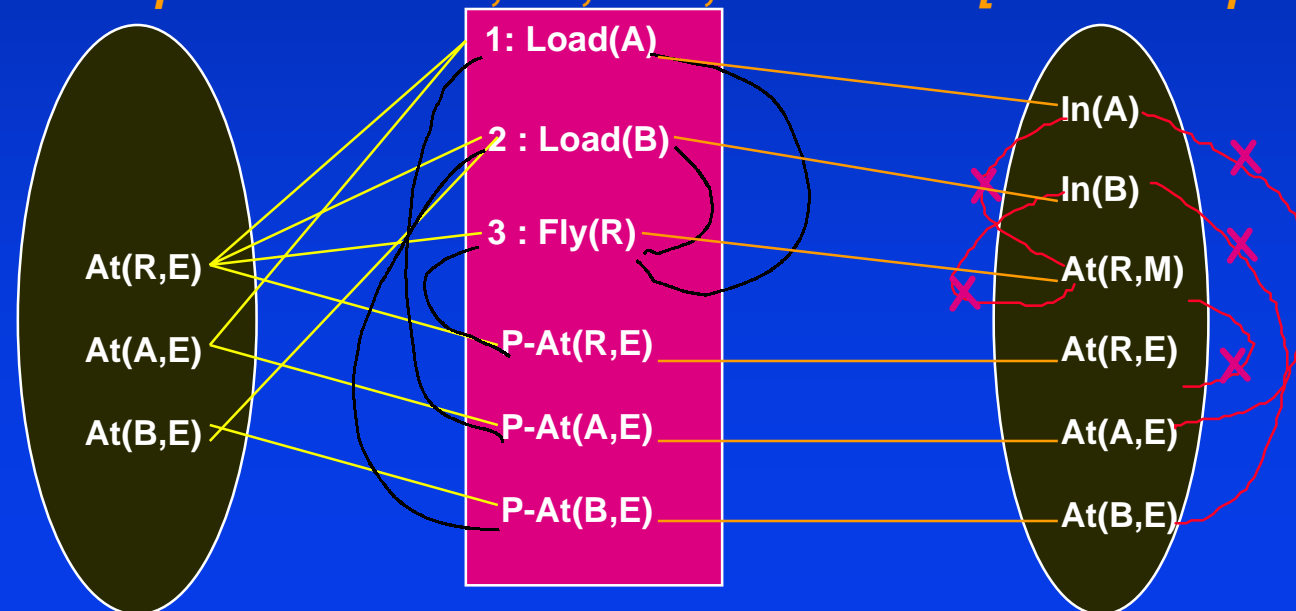 At(R,E)
At(A,E)
At(B,E)
1: Load(A)
2 : Load(B)
3 : Fly(R)
P-At(R,E)
P-At(A,E)
P-At(B,E)
In(A)
In(B)
At(R,M)
At(R,E)
At(A,E)
At(B,E)